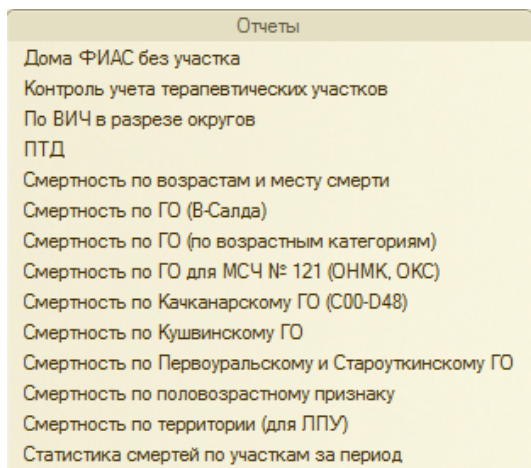 Отчеты
Дома ФИАС без участка
Контроль учета терапевтических участков
По ВИЧ в разрезе округов
ПТД
Смертность по возрастам и месту смерти
Смертность по ГО (В-Салда)
Смертность по ГО (по возрастным категориям)
Смертность по ГО для МСЧ № 121 (ОНМК, ОКС)
Смертность по Качканарскому ГО (C00-D48)
Смертность по Кушвинскому ГО
Смертность по Первоуральскому и Староуткинскому ГО
Смертность по половозрастному признаку
Смертность по территории (для ЛПУ)
Статистика смертей по участкам за период